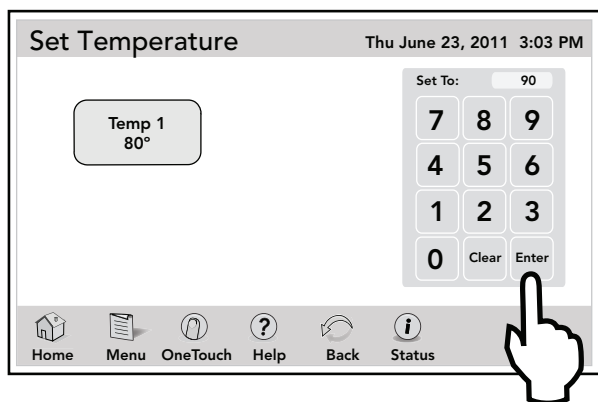 Set Temperature Thu June 23, 2011 3:03 PM
Set To: 90
Temp 1
80º
7 8 9
4 5 6
1 2 3
0 Clear Enter
? i
Home Menu OneTouch Help Back Status